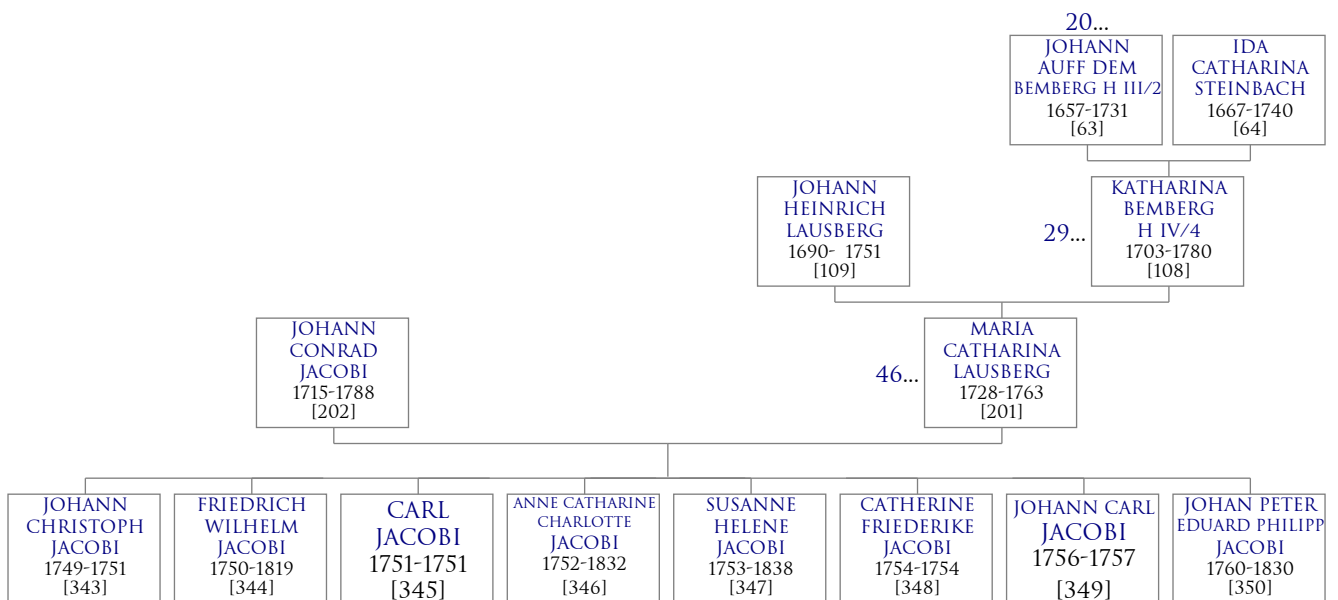 20...
JOHANN
AUFF DEM
BEMBERG H III/2
1657-1731
[63]
IDA
CATHARINA
STEINBACH
1667-1740
[64]
JOHANN
HEINRICH
LAUSBERG
1690- 1751
[109]
29...
KATHARINA
BEMBERG
H IV/4
1703-1780
[108]
JOHANN
CONRAD
JACOBI
1715-1788
[202]
46...
MARIA
CATHARINA
LAUSBERG
1728-1763
[201]
JOHANN
CHRISTOPH
JACOBI
1749-1751
[343]
FRIEDRICH
WILHELM
JACOBI
1750-1819
[344]
CARL
JACOBI
1751-1751
[345]
ANNE CATHARINE
CHARLOTTE
JACOBI
1752-1832
[346]
SUSANNE
HELENE
JACOBI
1753-1838
[347]
CATHERINE
FRIEDERIKE
JACOBI
1754-1754
[348]
JOHANN CARL
JACOBI
1756-1757
[349]
JOHAN PETER
EDUARD PHILIPP
JACOBI
1760-1830
[350]